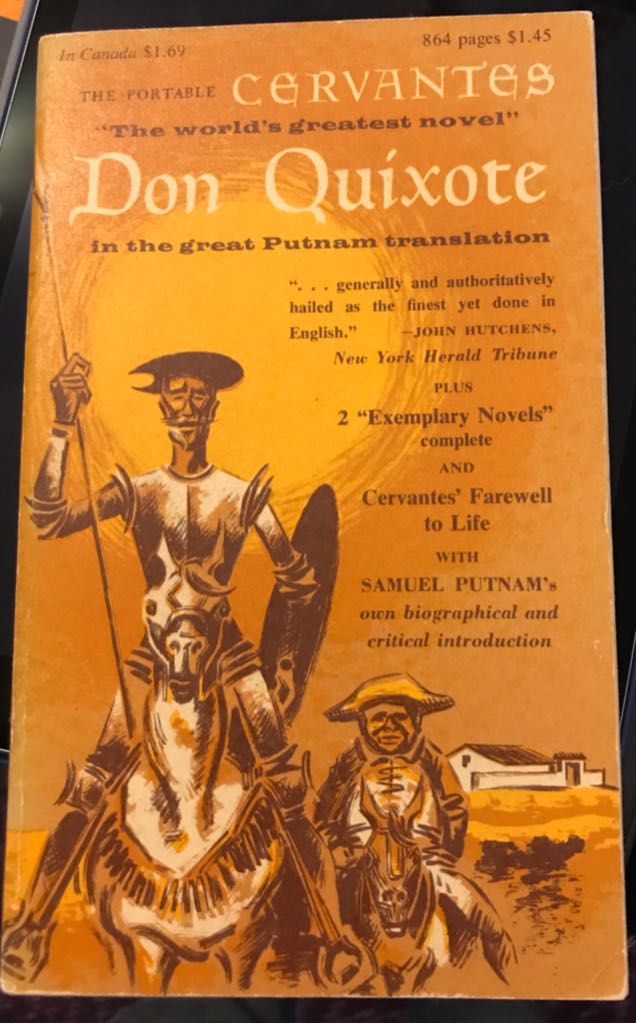 In Canada $1.69
864 pages $1.45
THE PORTABLE CERVANTES
"The world's greatest novel"
Don Quixote
in the great Putnam translation
". . . generally and authoritatively
hailed as the finest yet done in
English." —JOHN HUTCHENS,
New York Herald Tribune
PLUS
2 "Exemplary Novels"
complete
AND
Cervantes' Farewell
to Life
WITH
SAMUEL PUTNAM's
own biographical and
critical introduction